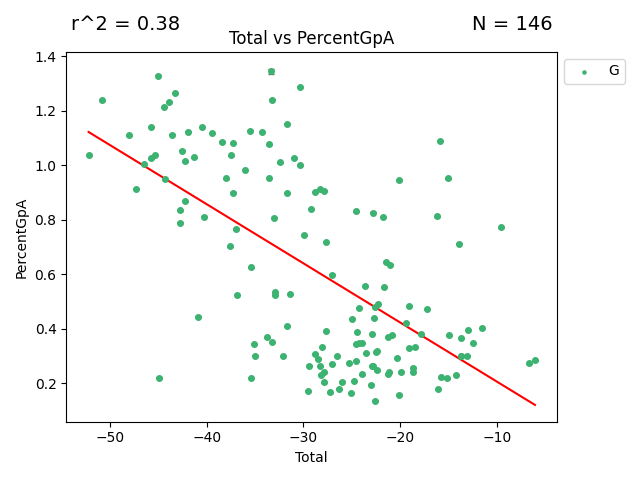 r^2 = 0.38
N = 146
Total vs PercentGpA
G
1.4
1.2
1.0
0.8
0.6
0.4
0.2
PercentGpA
−50
−40
−30
−20
−10
Total